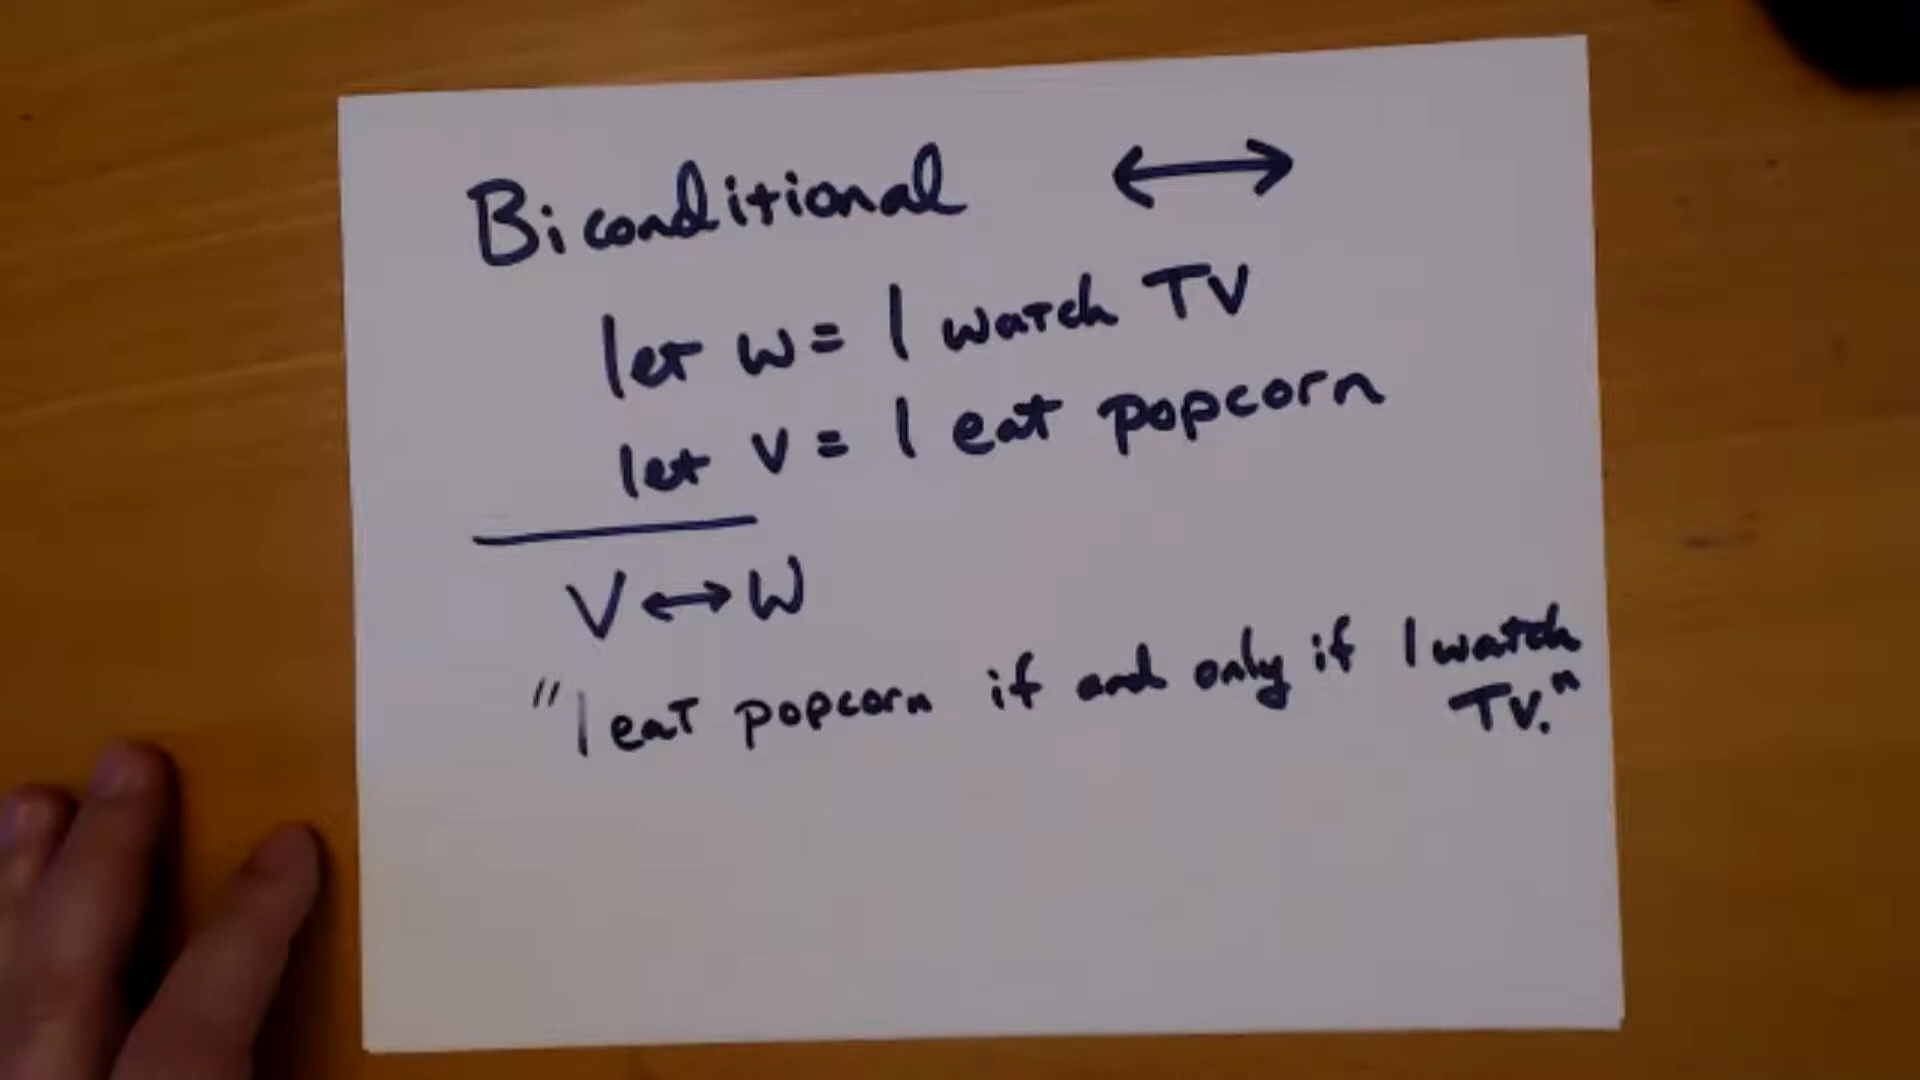 Biconditional ↔
let w = I watch TV
let v = I eat popcorn
V ↔ W
"I eat popcorn if and only if I watch
TV."